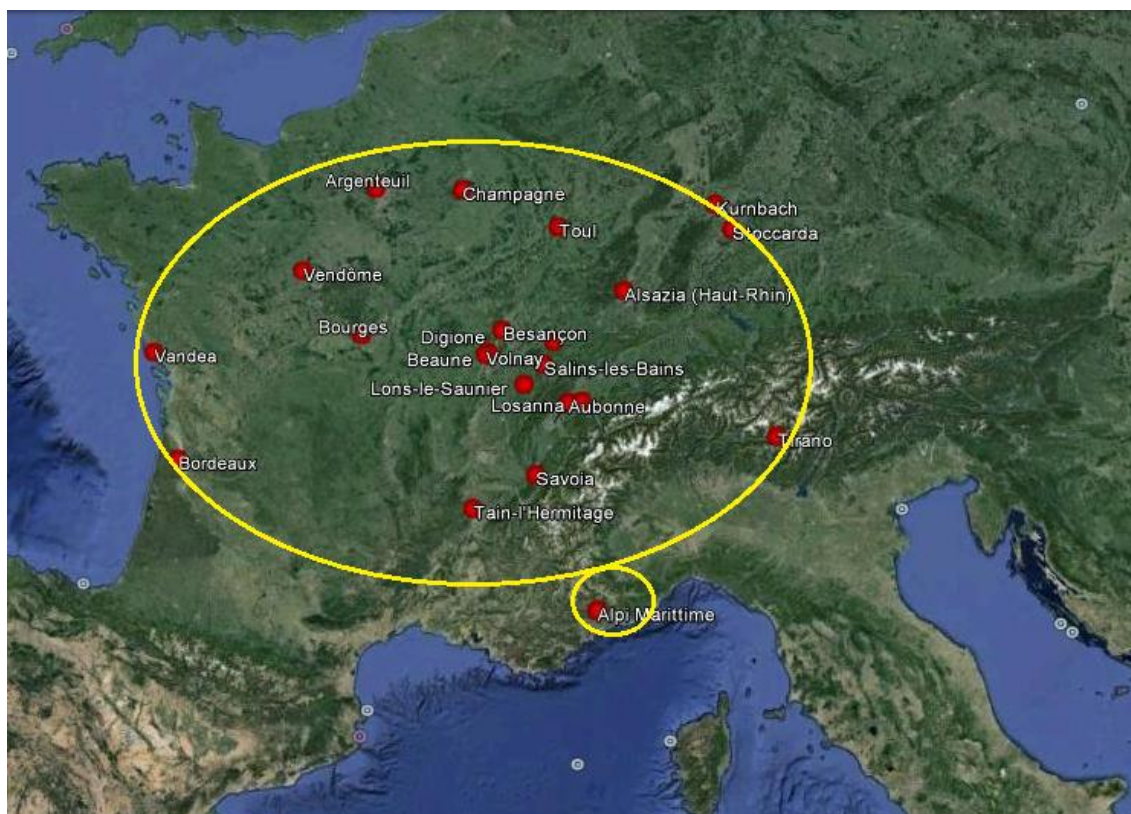 Argenteuil
Champagne
Kurnbach
Toul
Stoccarda
Vendôme
Alsazia (Haut-Rhin)
Bourges
Digione
Besançon
Vandea
Beaune
Volnay
Salins-les-Bains
Lons-le-Saunier
Losanna
Aubonne
Tirano
Bordeaux
Savoia
Tain-l'Hermitage
Alpi Marittime